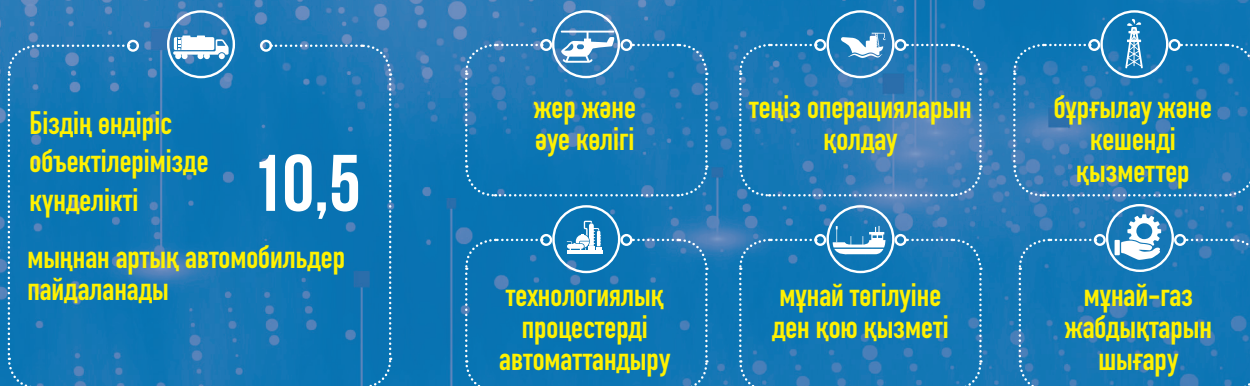 Біздің өндіріс
объектілерімізде
күнделікті
10,5
мыңнан артық автомобильдер
пайдаланады
жер және
әуе көлігі
теңіз операцияларын
қолдау
бұрғылау және
кешенді
қызметтер
технологиялық
процестерді
автоматтандыру
мұнай төгілуіне
ден қою қызметі
мұнай-газ
жабдықтарын
шығару